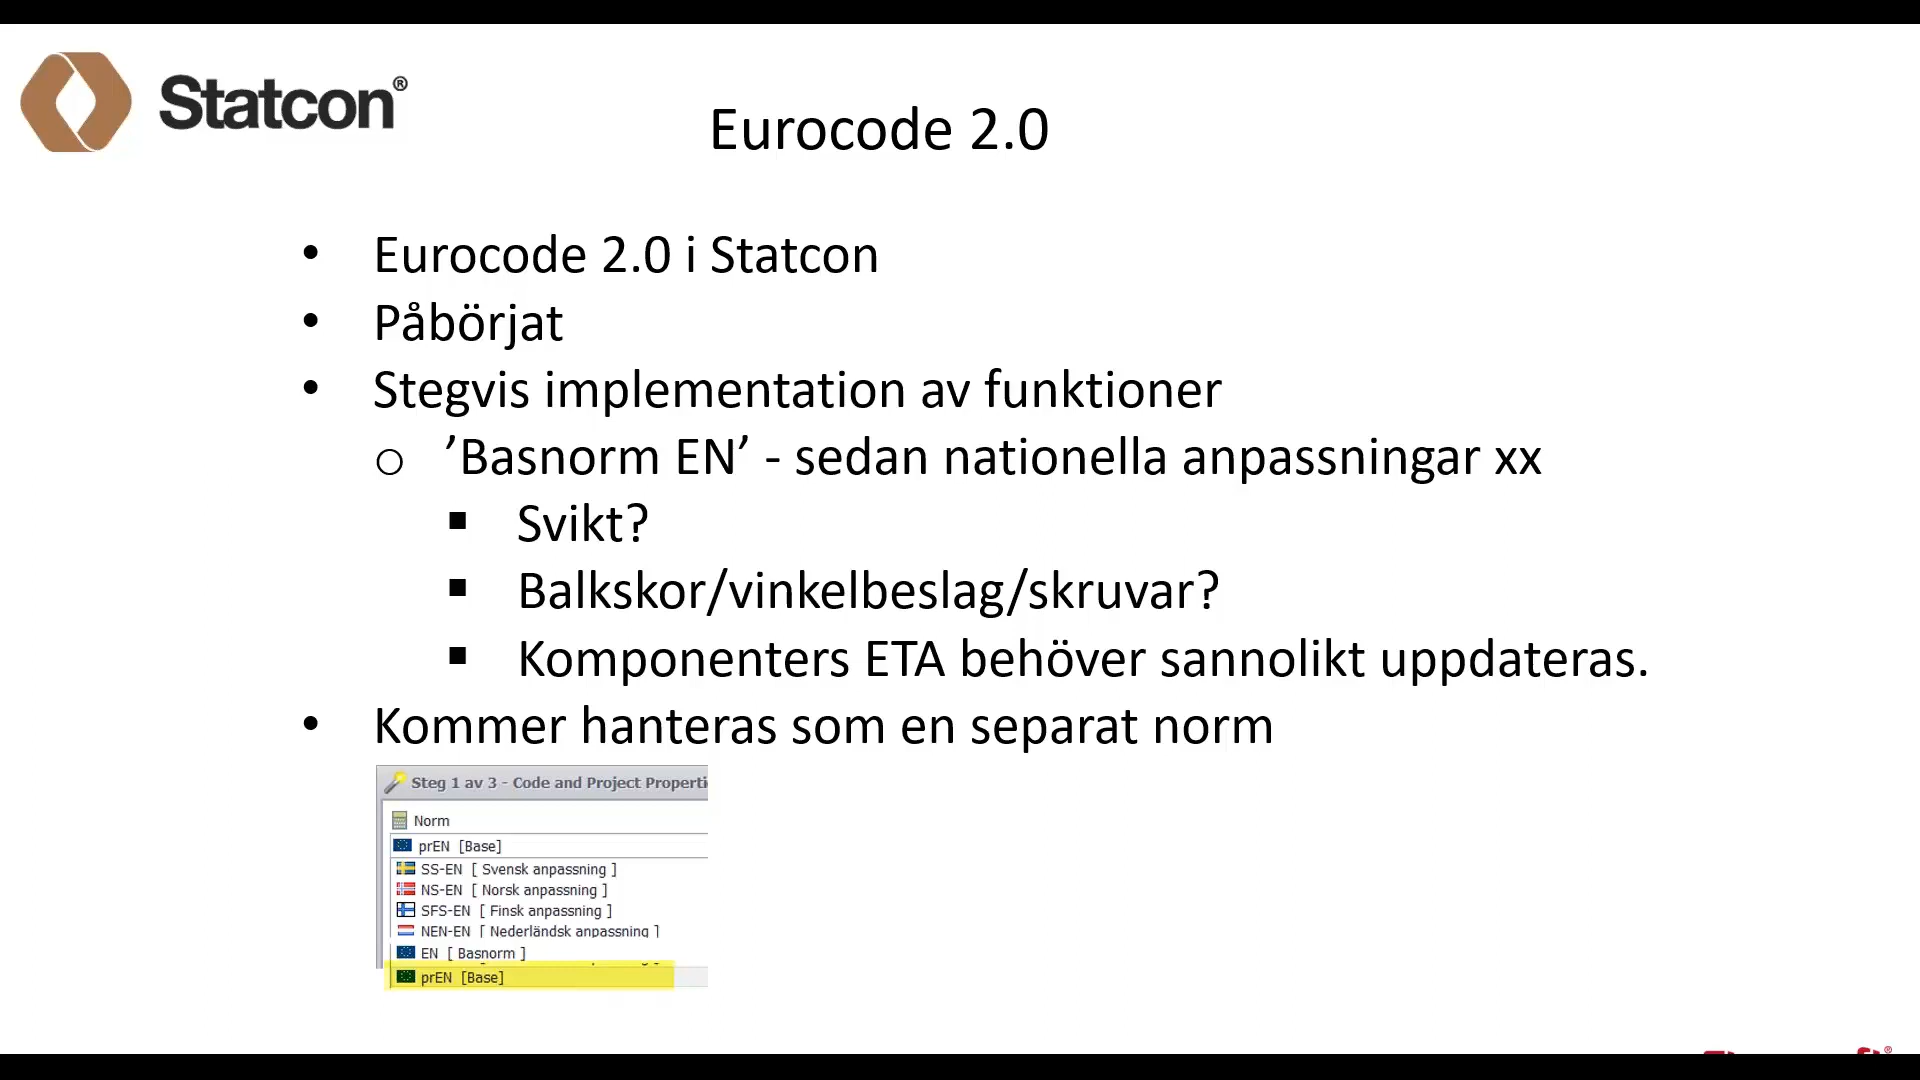 Statcon®
Eurocode 2.0
• Eurocode 2.0 i Statcon
• Påbörjat
• Stegvis implementation av funktioner
o ’Basnorm EN’ - sedan nationella anpassningar xx
▪ Svikt?
▪ Balkskor/vinkelbeslag/skruvar?
▪ Komponenters ETA behöver sannolikt uppdateras.
• Kommer hanteras som en separat norm
Steg 1 av 3 - Code and Project Properti
Norm
prEN [Base]
SS-EN [ Svensk anpassning ]
NS-EN [ Norsk anpassning ]
SFS-EN [ Finsk anpassning ]
NEN-EN [ Nederländsk anpassning ]
EN [ Basnorm ]
prEN [Base]